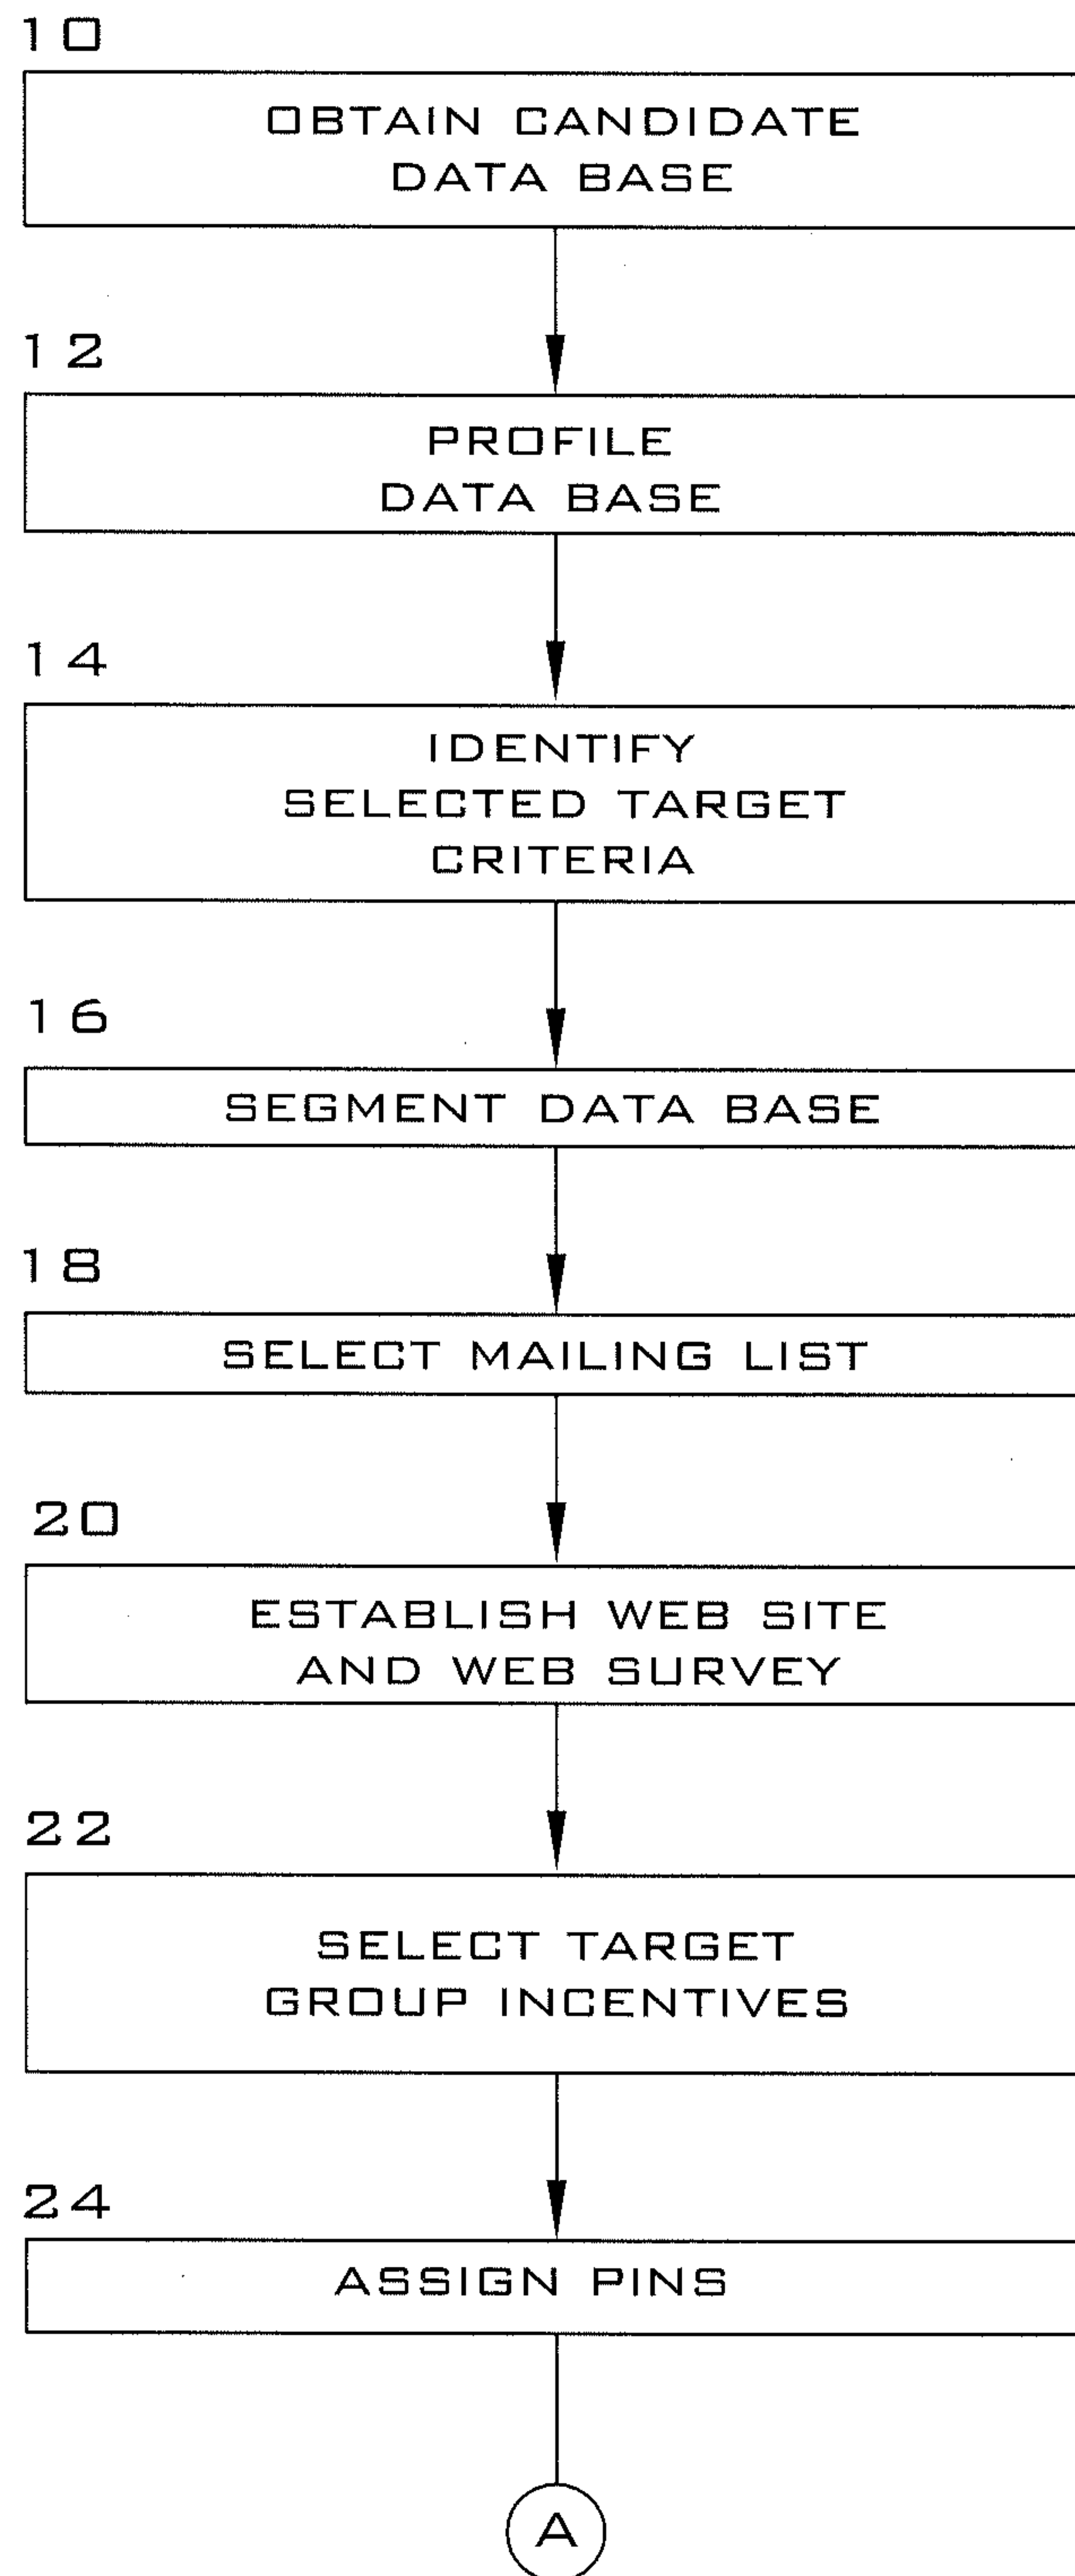 10
OBTAIN CANDIDATE
DATA BASE
12
PROFILE
DATA BASE
14
IDENTIFY
SELECTED TARGET
CRITERIA
16
SEGMENT DATA BASE
18
SELECT MAILING LIST
20
ESTABLISH WEB SITE
AND WEB SURVEY
22
SELECT TARGET
GROUP INCENTIVES
24
ASSIGN PINS
A